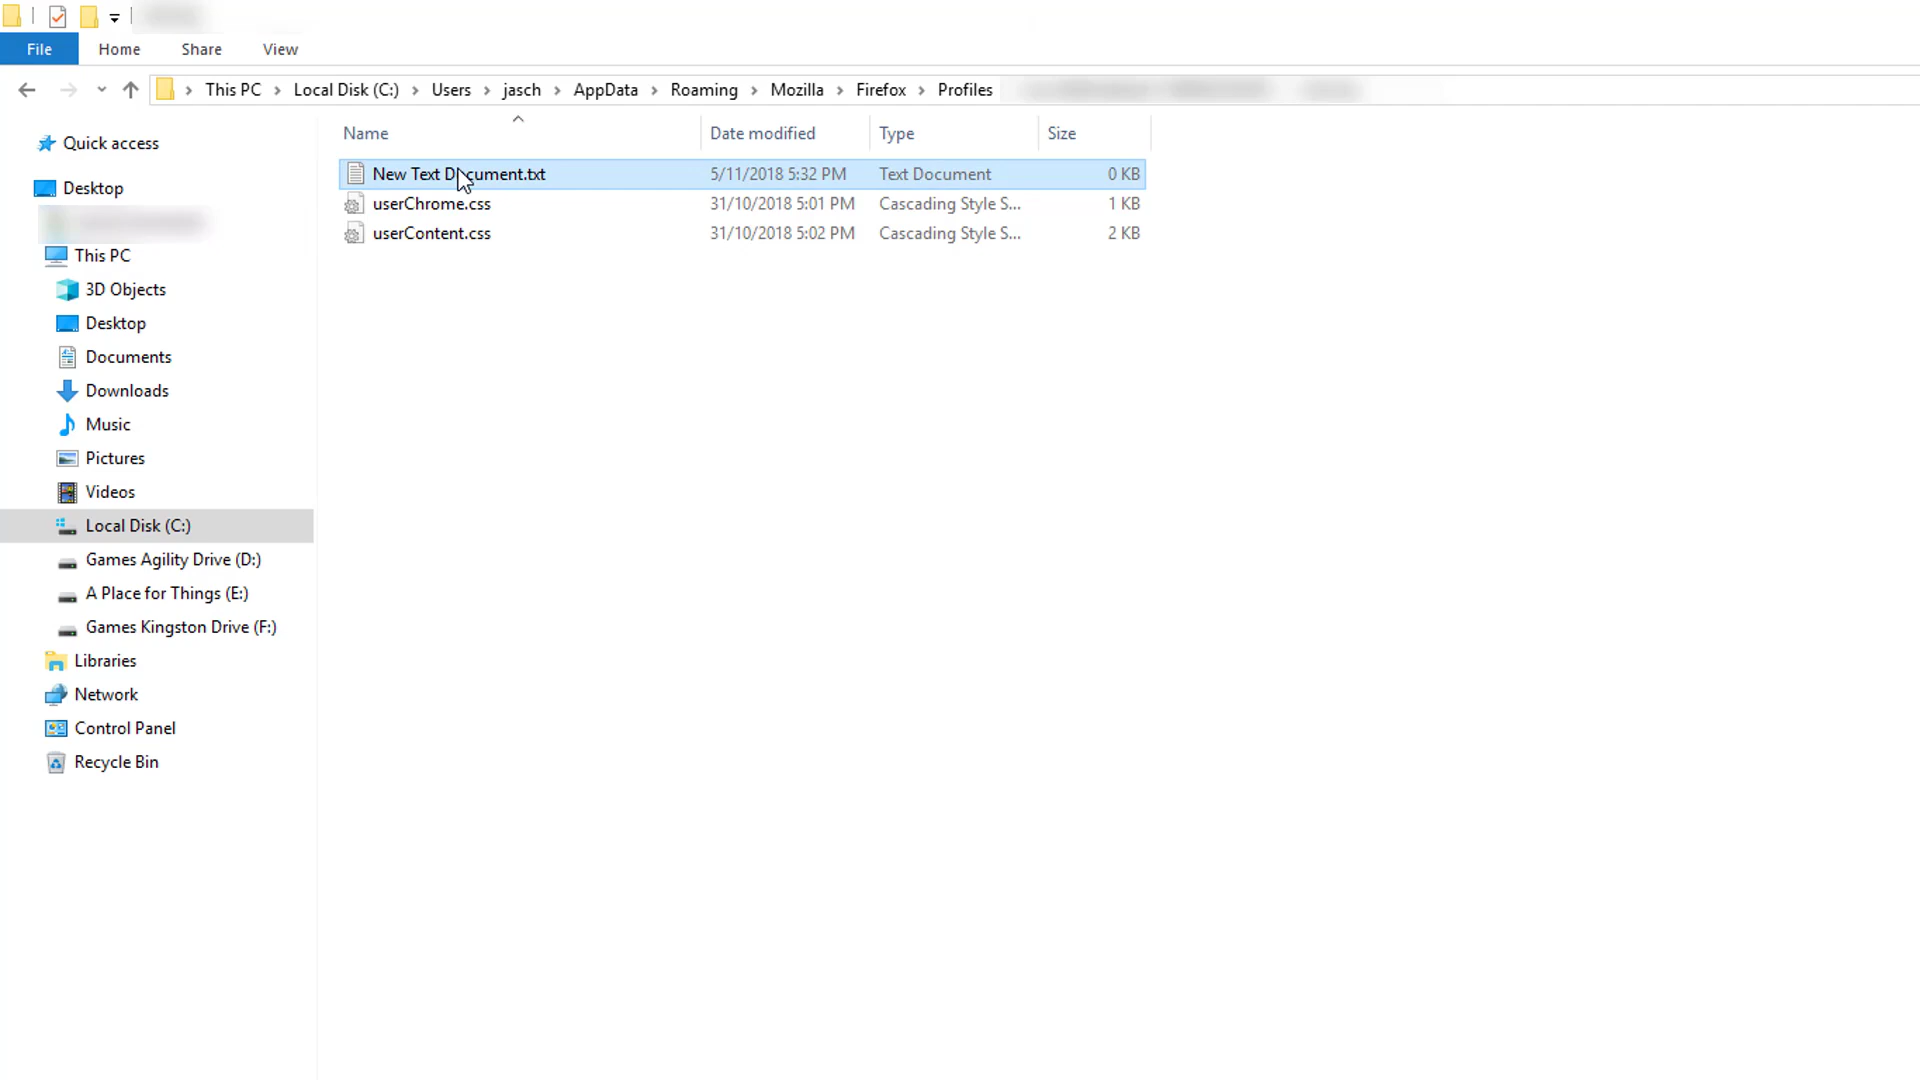 File Home Share View
This PC Local Disk (C:) Users jasch AppData Roaming Mozilla Firefox Profiles
Name Date modified Type Size
Quick access
Desktop
This PC
3D Objects
Desktop
Documents
Downloads
Music
Pictures
Videos
Local Disk (C:)
Games Agility Drive (D:)
A Place for Things (E:)
Games Kingston Drive (F:)
Libraries
Network
Control Panel
Recycle Bin
New Text Document.txt 5/11/2018 5:32 PM Text Document 0 KB
userChrome.css 31/10/2018 5:01 PM Cascading Style S... 1 KB
userContent.css 31/10/2018 5:02 PM Cascading Style S... 2 KB